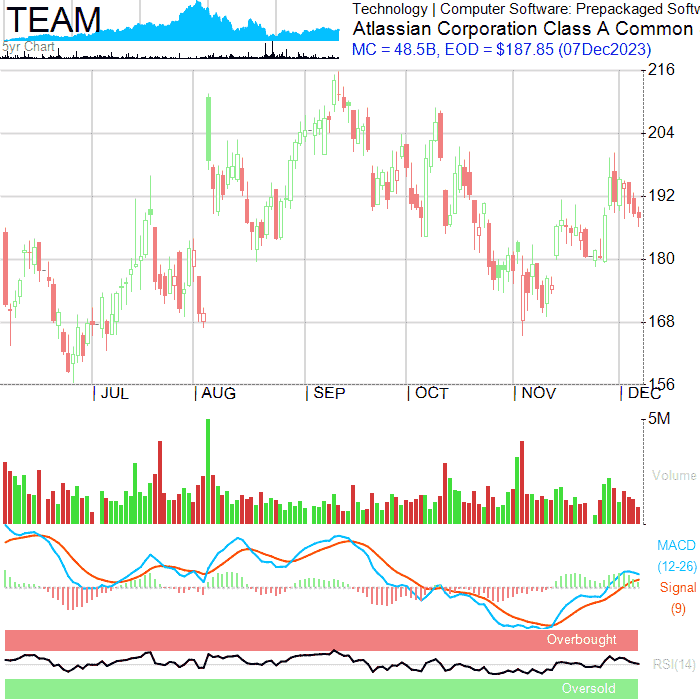 TEAM
5yr Chart
Technology | Computer Software: Prepackaged Softw
Atlassian Corporation Class A Common
MC = 48.5B, EOD = $187.85 (07Dec2023)
216
204
192
180
168
156
JUL AUG SEP OCT NOV DEC
5M
Volume
MACD
(12-26)
Signal
(9)
Overbought
RSI(14)
Oversold